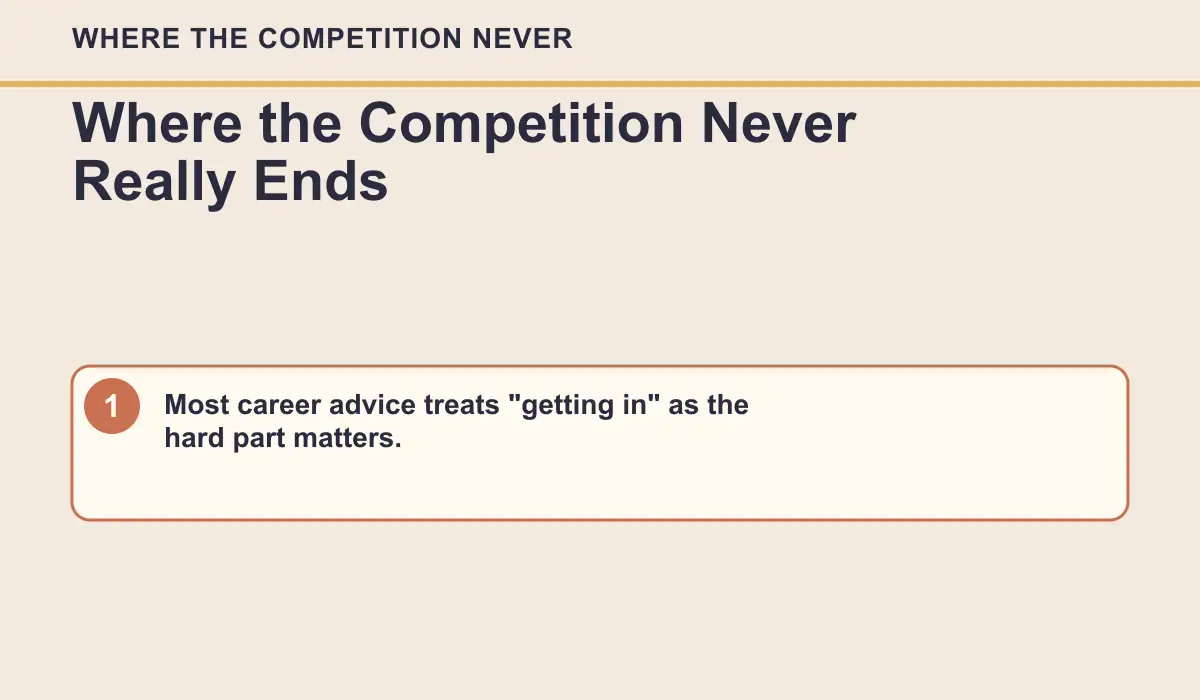 WHERE THE COMPETITION NEVER
Where the Competition Never
Really Ends
1
Most career advice treats "getting in" as the
hard part matters.